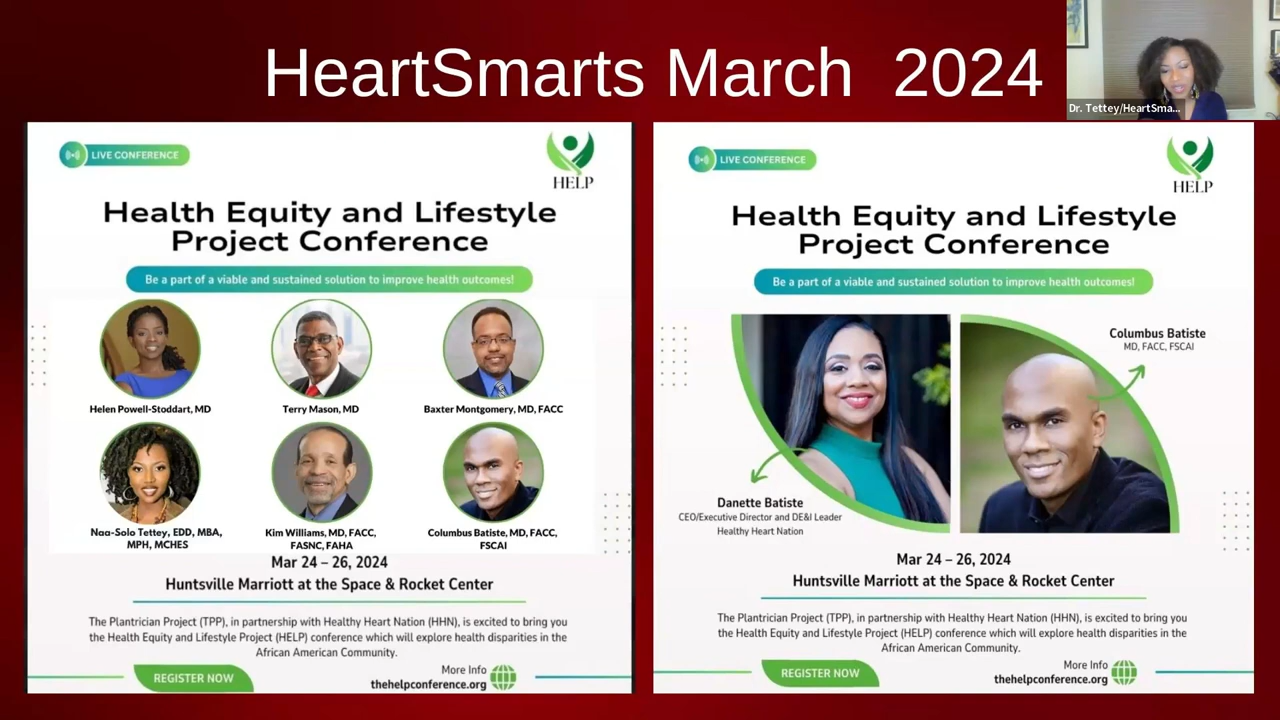 HeartSmarts March 2024
Dr. Tettey/HeartSma...
LIVE CONFERENCE
HELP
Health Equity and Lifestyle
Project Conference
Be a part of a viable and sustained solution to improve health outcomes!
Helen Powell-Stoddart, MD
Terry Mason, MD
Baxter Montgomery, MD, FACC
Naa-Solo Tettey, EDD, MBA,
MPH, MCHES
Kim Williams, MD, FACC,
FASNC, FAHA
Columbus Batiste, MD, FACC,
FSCAI
Mar 24 – 26, 2024
Huntsville Marriott at the Space & Rocket Center
The Plantrician Project (TPP), in partnership with Healthy Heart Nation (HHN), is excited to bring you
the Health Equity and Lifestyle Project (HELP) conference which will explore health disparities in the
African American Community.
REGISTER NOW
More Info
thehelpconference.org
LIVE CONFERENCE
HELP
Health Equity and Lifestyle
Project Conference
Be a part of a viable and sustained solution to improve health outcomes!
Columbus Batiste
MD, FACC, FSCAI
Danette Batiste
CEO/Executive Director and DE&I Leader
Healthy Heart Nation
Mar 24 – 26, 2024
Huntsville Marriott at the Space & Rocket Center
The Plantrician Project (TPP), in partnership with Healthy Heart Nation (HHN), is excited to bring you
the Health Equity and Lifestyle Project (HELP) conference which will explore health disparities in the
African American Community.
REGISTER NOW
More Info
thehelpconference.org